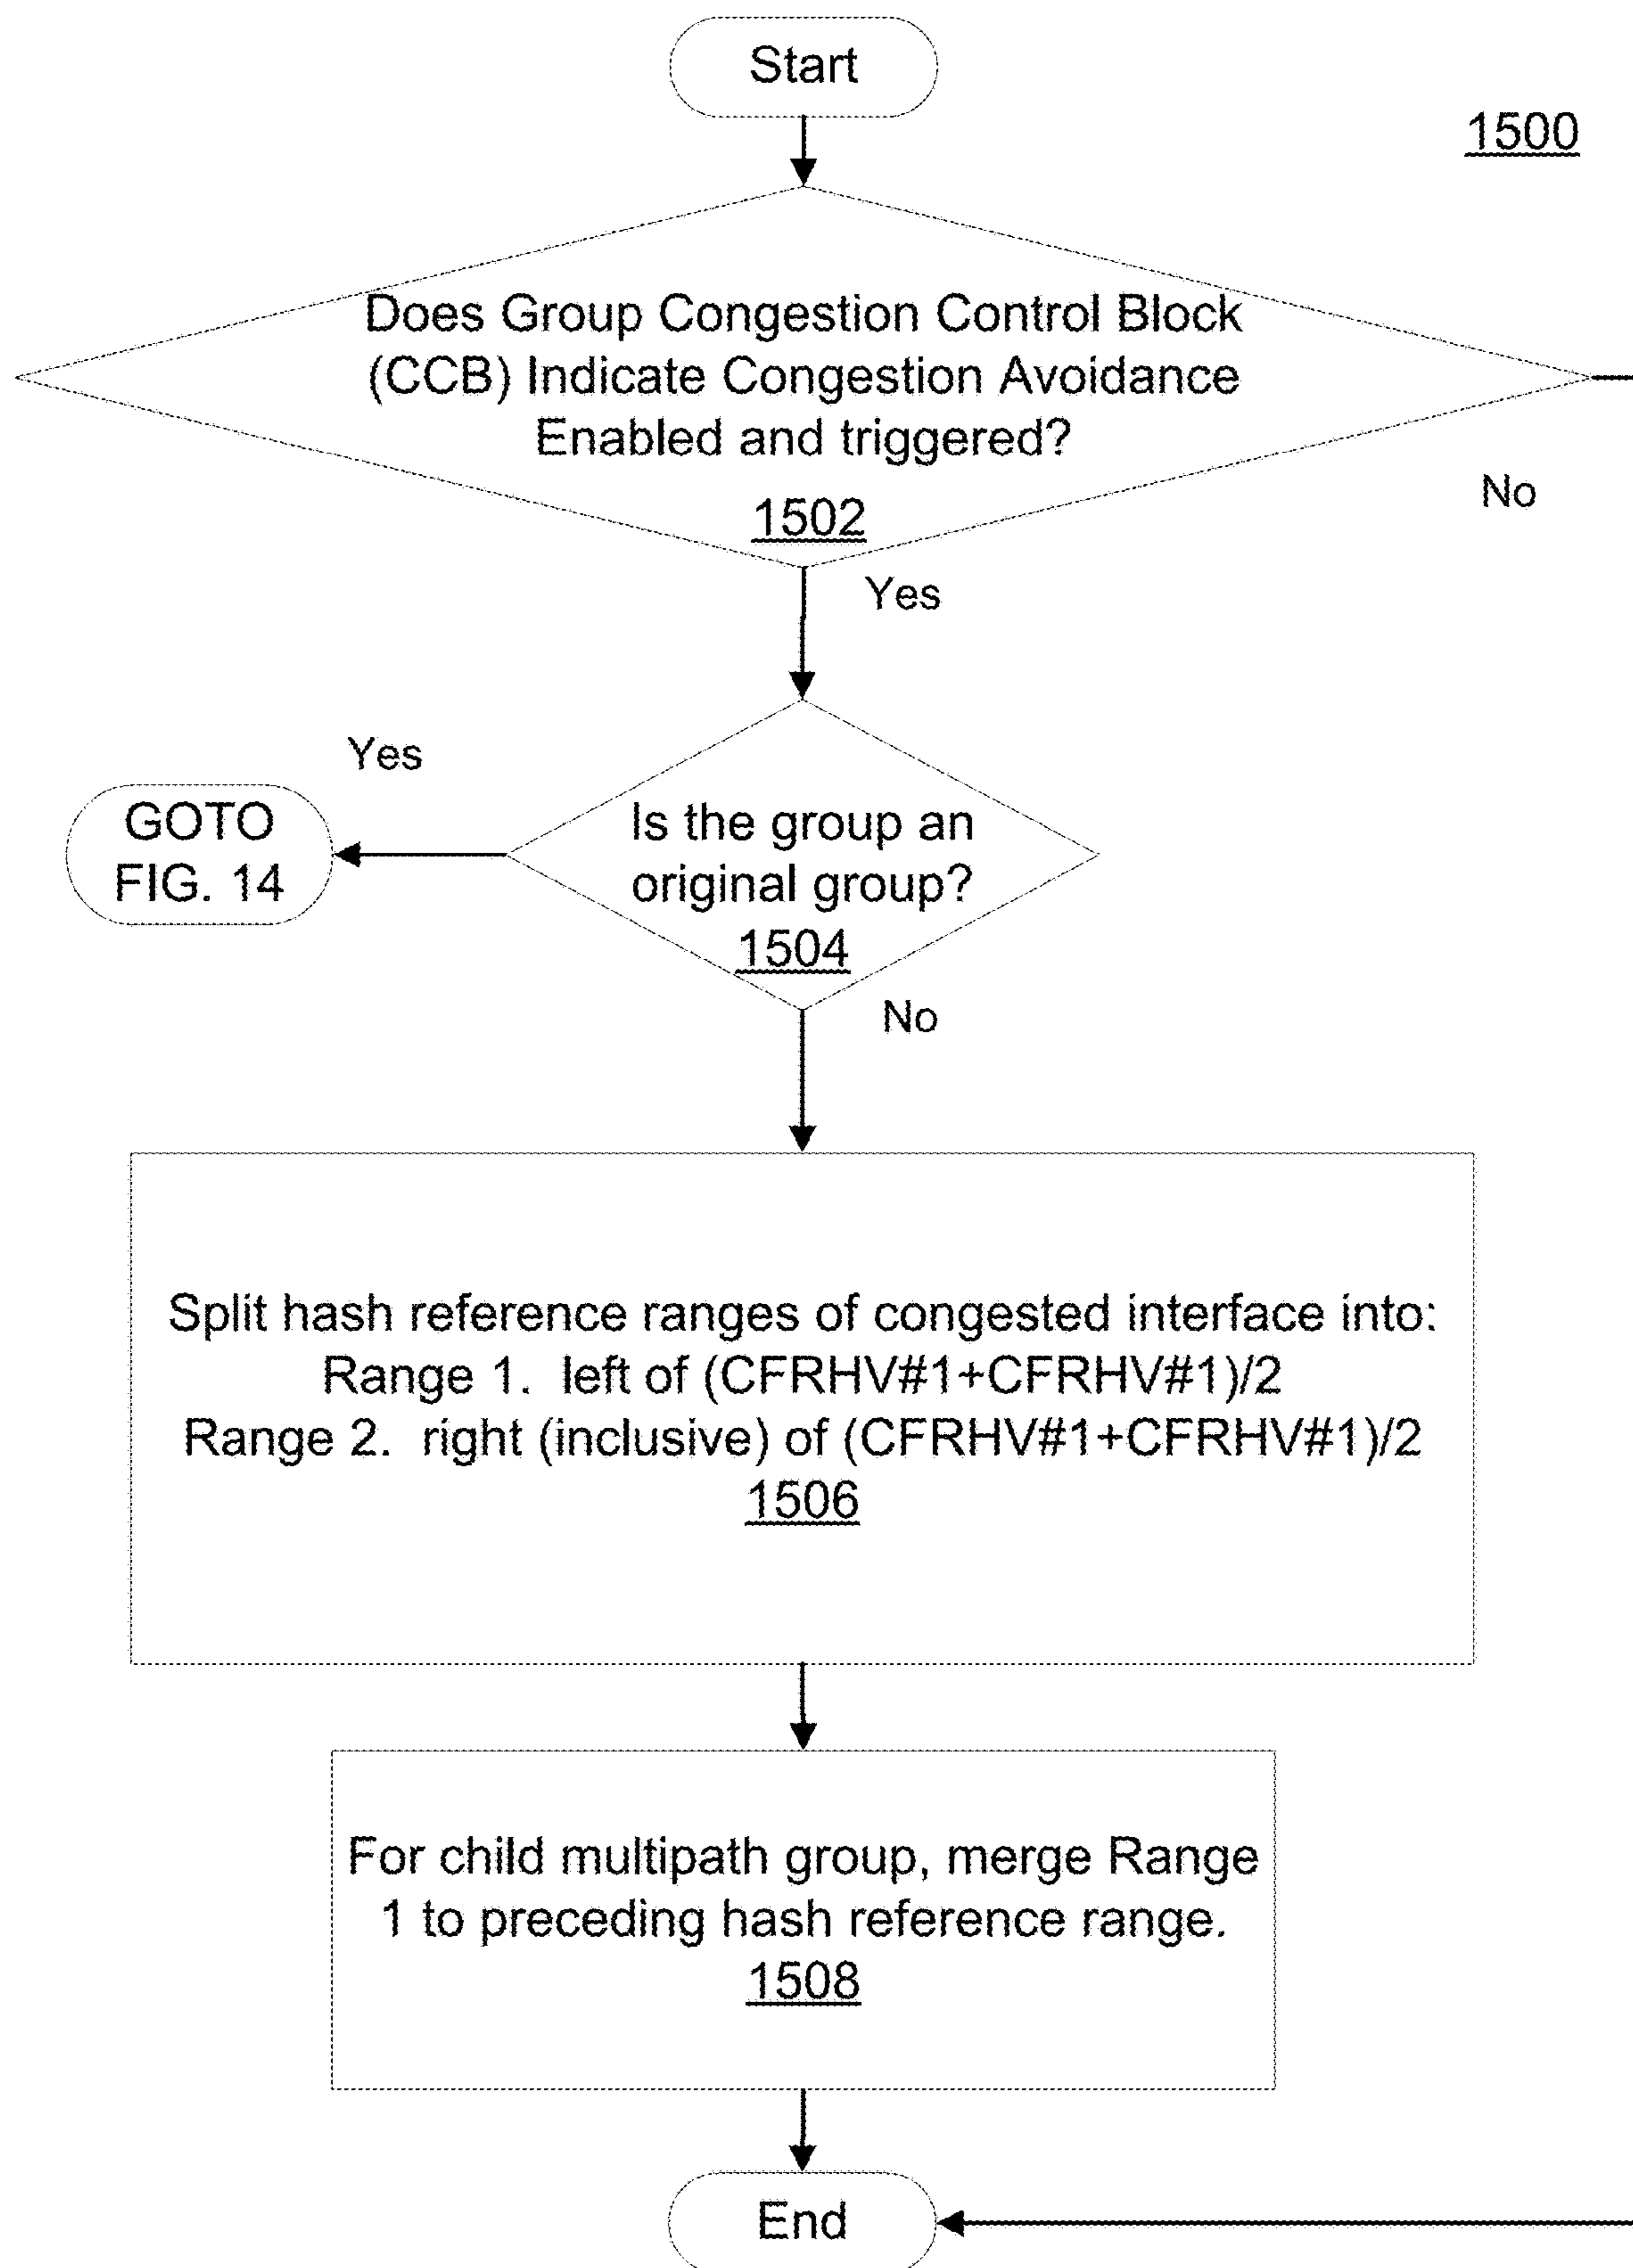 Start
1500
Does Group Congestion Control Block
(CCB) Indicate Congestion Avoidance
Enabled and triggered?
1502
No
Yes
Yes
GOTO
FIG. 14
Is the group an
original group?
1504
No
Split hash reference ranges of congested interface into:
Range 1. left of (CFRHV#1+CFRHV#1)/2
Range 2. right (inclusive) of (CFRHV#1+CFRHV#1)/2
1506
For child multipath group, merge Range
1 to preceding hash reference range.
1508
End